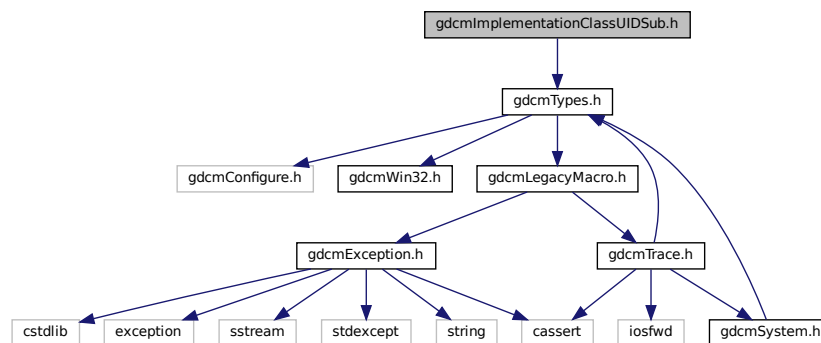 gdcmImplementationClassUIDSub.h
gdcmTypes.h
gdcmConfigure.h
gdcmWin32.h
gdcmLegacyMacro.h
gdcmException.h
gdcmTrace.h
cstdlib
exception
sstream
stdexcept
string
cassert
iosfwd
gdcmSystem.h